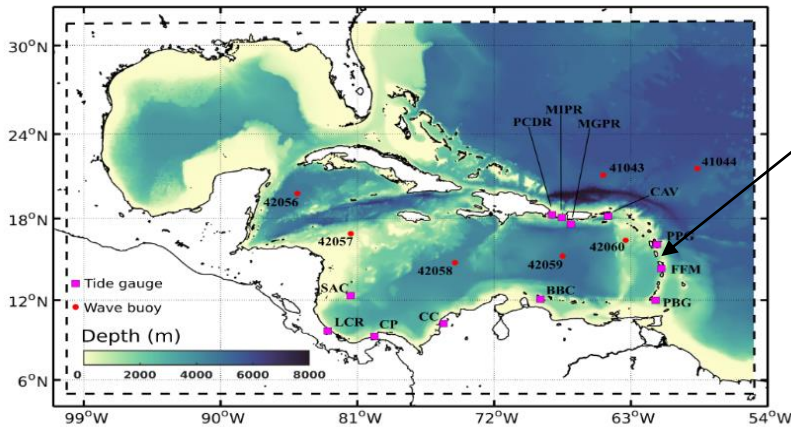 30°N
24°N
18°N
12°N
6°N
MIPR
PCDR
MGPR
41043
41044
CAV
42056
42057
42058
42059
42060
PPG
FFM
PBG
BBC
SAC
LCR
CP
CC
Tide gauge
Wave buoy
Depth (m)
0 2000 4000 6000 8000
99°W 90°W 81°W 72°W 63°W 54°W